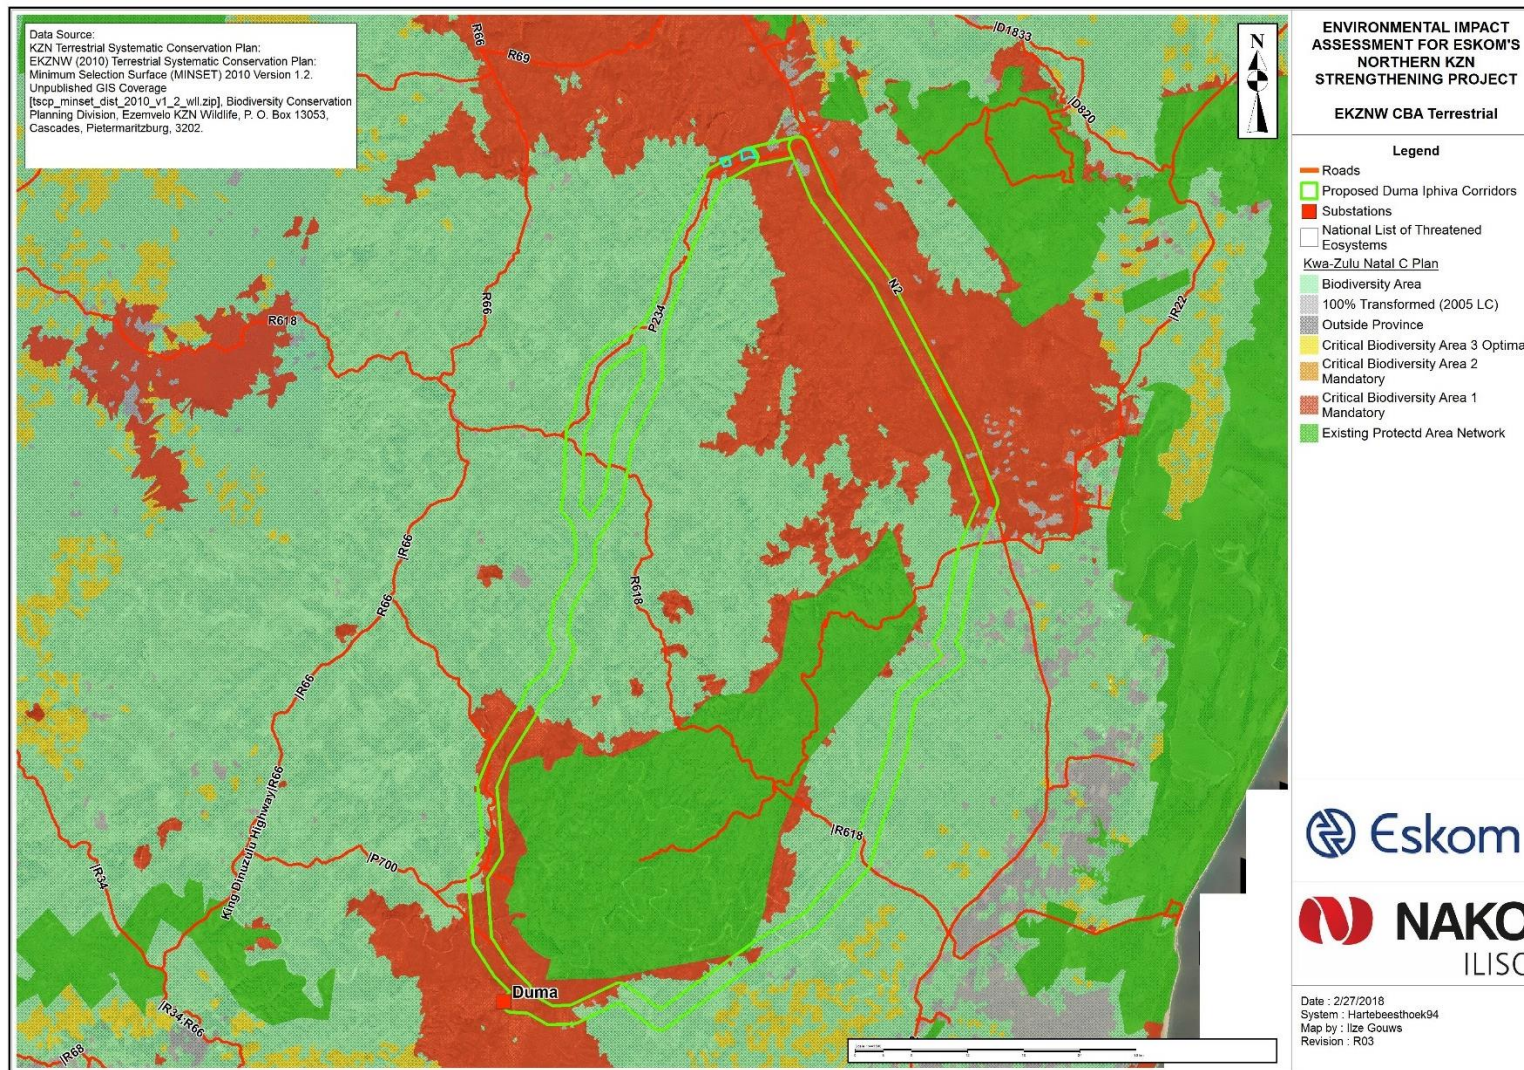 Data Source:
KZN Terrestrial Systematic Conservation Plan:
EKZNW (2010) Terrestrial Systematic Conservation Plan:
Minimum Selection Surface (MINSET) 2010 Version 1.2.
Unpublished GIS Coverage
[tscp_minset_dist_2010_v1_2_wll.zip], Biodiversity Conservation
Planning Division, Ezemvelo KZN Wildlife, P. O. Box 13053,
Cascades, Pietermaritzburg, 3202.
R66
R69
|D1833
|D820
N
R66
R618
P234
N2
|R22
|R66
R66
R618
|R66
King Dinuzulu Highway|R66
|P700
|R618
|R34
Duma
|R34;R66
|R68
ENVIRONMENTAL IMPACT
ASSESSMENT FOR ESKOM'S
NORTHERN KZN
STRENGTHENING PROJECT
EKZNW CBA Terrestrial
Legend
Roads
Proposed Duma Iphiva Corridors
Substations
National List of Threatened
Eosystems
Kwa-Zulu Natal C Plan
Biodiversity Area
100% Transformed (2005 LC)
Outside Province
Critical Biodiversity Area 3 Optima
Critical Biodiversity Area 2
Mandatory
Critical Biodiversity Area 1
Mandatory
Existing Protectd Area Network
Eskom
NAKO
ILISO
Date : 2/27/2018
System : Hartebeesthoek94
Map by : Ilze Gouws
Revision : R03